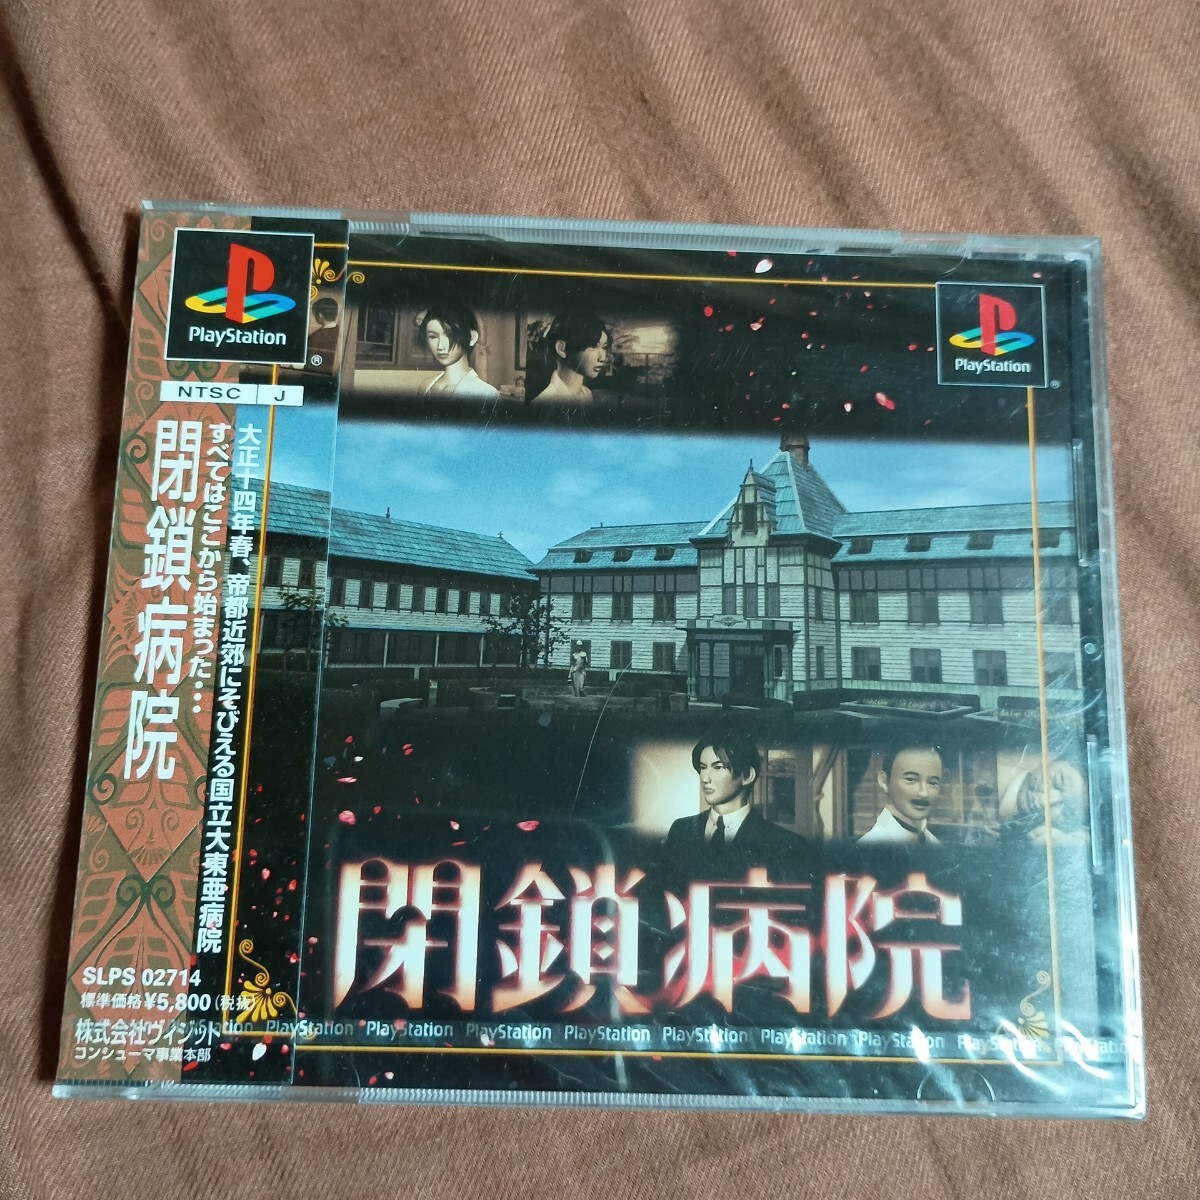 PlayStation
®
NTSC J
大正十四年春、帝都近郊にそびえる国立大東亜病院
すべてはここから始まった…
閉鎖病院
SLPS 02714
標準価格¥5,800(税抜)
株式会社ヴィジット
コンシューマ事業本部
PlayStation
®
閉鎖病院
PlayStation PlayStation PlayStation PlayStation PlayStation PlayStation PlayStation PlayStation